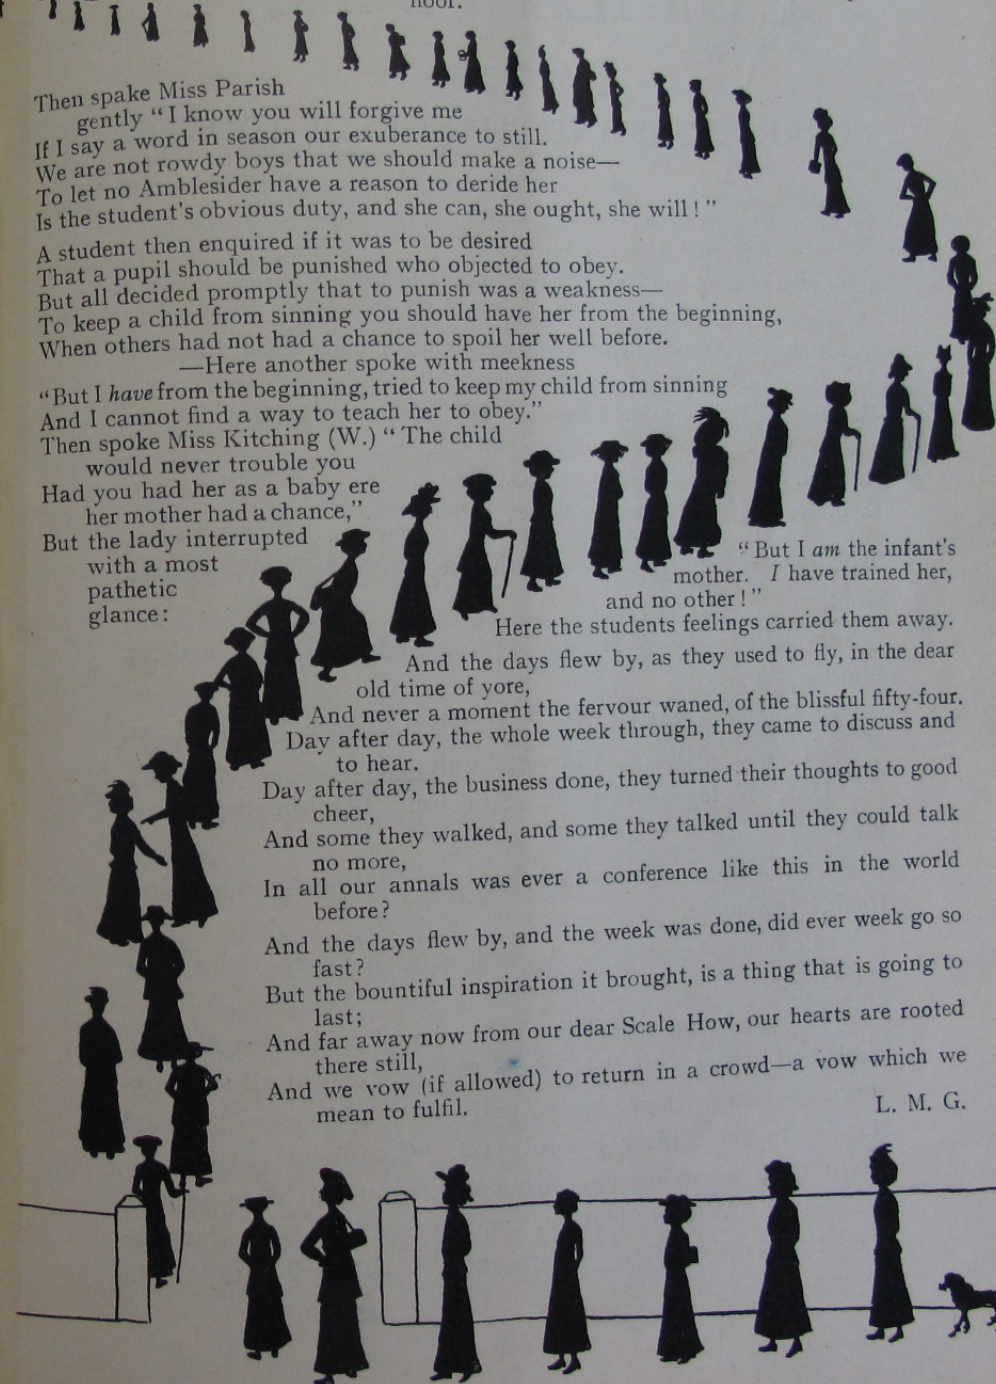 Then spake Miss Parish
gently “I know you will forgive me
If I say a word in season our exuberance to still.
We are not rowdy boys that we should make a noise—
To let no Amblesider have a reason to deride her
Is the student's obvious duty, and she can, she ought, she will!”
A student then enquired if it was to be desired
That a pupil should be punished who objected to obey.
But all decided promptly that to punish was a weakness—
To keep a child from sinning you should have her from the beginning,
When others had not had a chance to spoil her well before.
—Here another spoke with meekness
“But I have from the beginning, tried to keep my child from sinning
And I cannot find a way to teach her to obey.”
Then spoke Miss Kitching (W.) “The child
would never trouble you
Had you had her as a baby ere
her mother had a chance,”
But the lady interrupted
with a most
pathetic
glance:
“But I am the infant's
mother. I have trained her,
and no other!”
Here the students feelings carried them away.
And the days flew by, as they used to fly, in the dear
old time of yore,
And never a moment the fervour waned, of the blissful fifty-four.
Day after day, the whole week through, they came to discuss and
to hear.
Day after day, the business done, they turned their thoughts to good
cheer,
And some they walked, and some they talked until they could talk
no more,
In all our annals was ever a conference like this in the world
before?
And the days flew by, and the week was done, did ever week go so
fast?
But the bountiful inspiration it brought, is a thing that is going to
last;
And far away now from our dear Scale How, our hearts are rooted
there still,
And we vow (if allowed) to return in a crowd—a vow which we
mean to fulfil.
L. M. G.